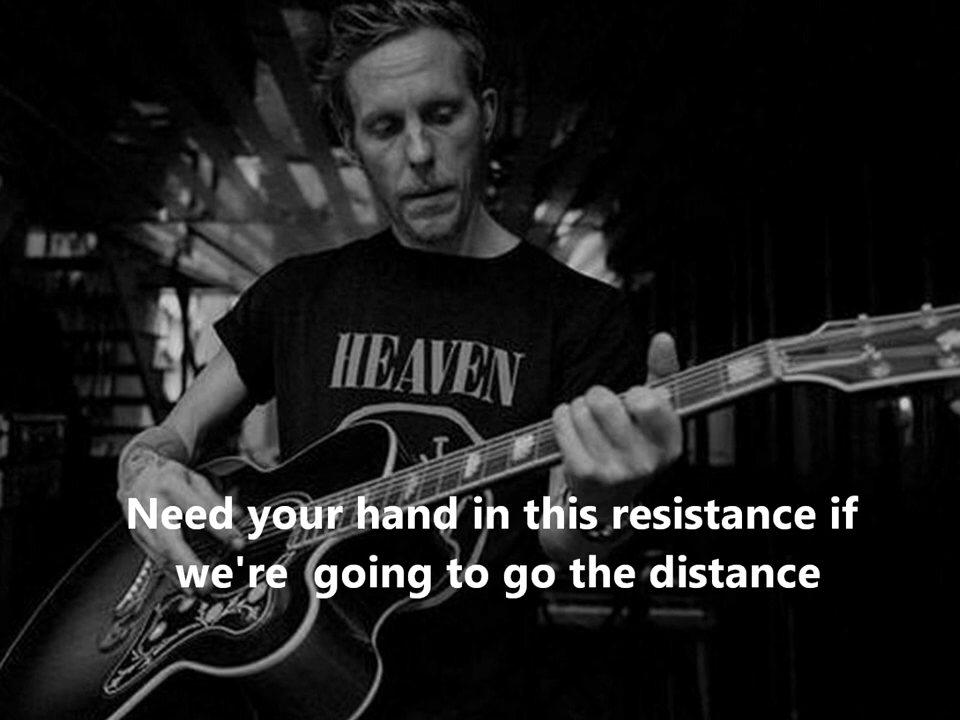 HEAVEN
Need your hand in this resistance if
we're  going to go the distance